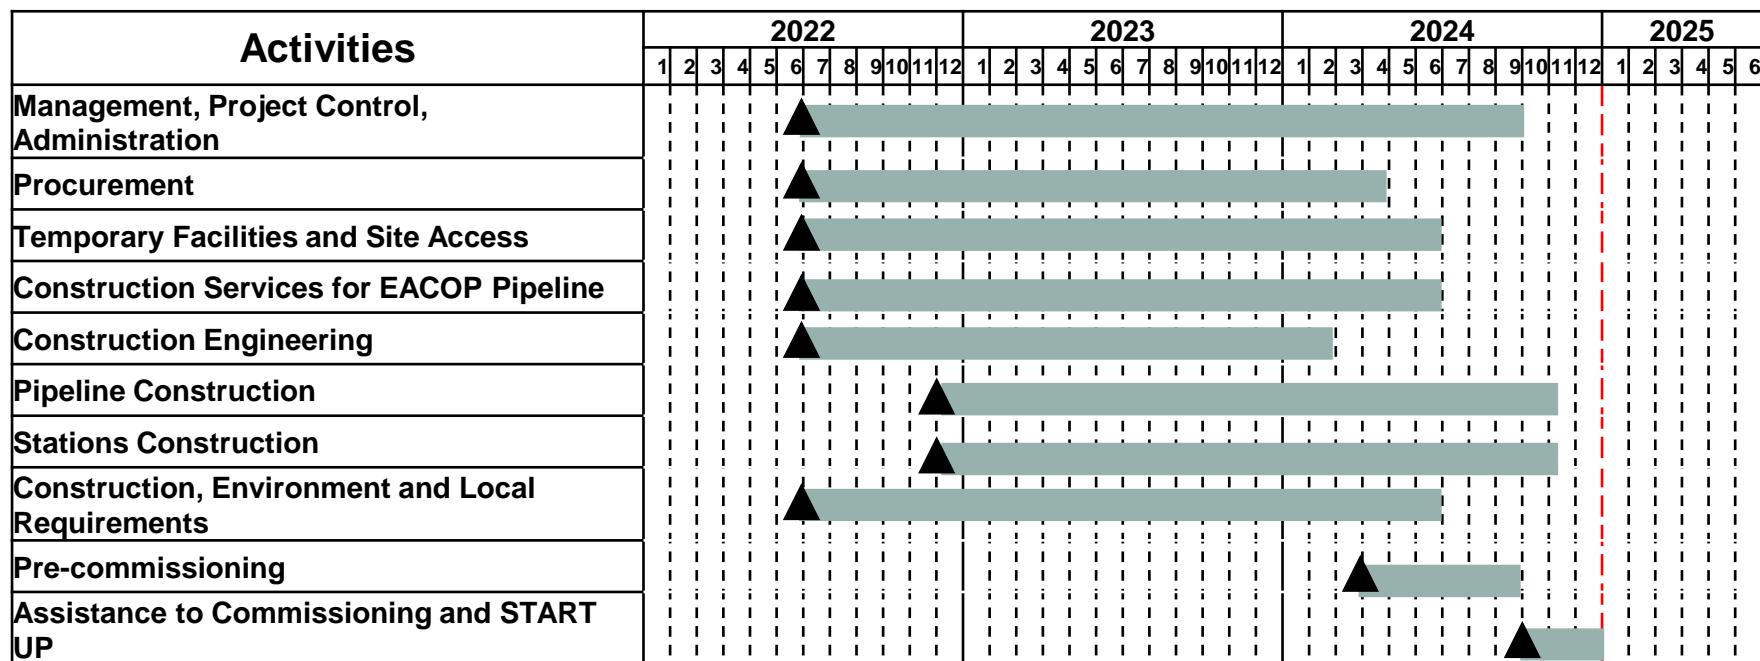 Activities 2022 2023 2024 2025
1 2 3 4 5 6 7 8 9 10 11 12 1 2 3 4 5 6 7 8 9 10 11 12 1 2 3 4 5 6 7 8 9 10 11 12 1 2 3 4 5 6
Management, Project Control,
Administration
Procurement
Temporary Facilities and Site Access
Construction Services for EACOP Pipeline
Construction Engineering
Pipeline Construction
Stations Construction
Construction, Environment and Local
Requirements
Pre-commissioning
Assistance to Commissioning and START
UP